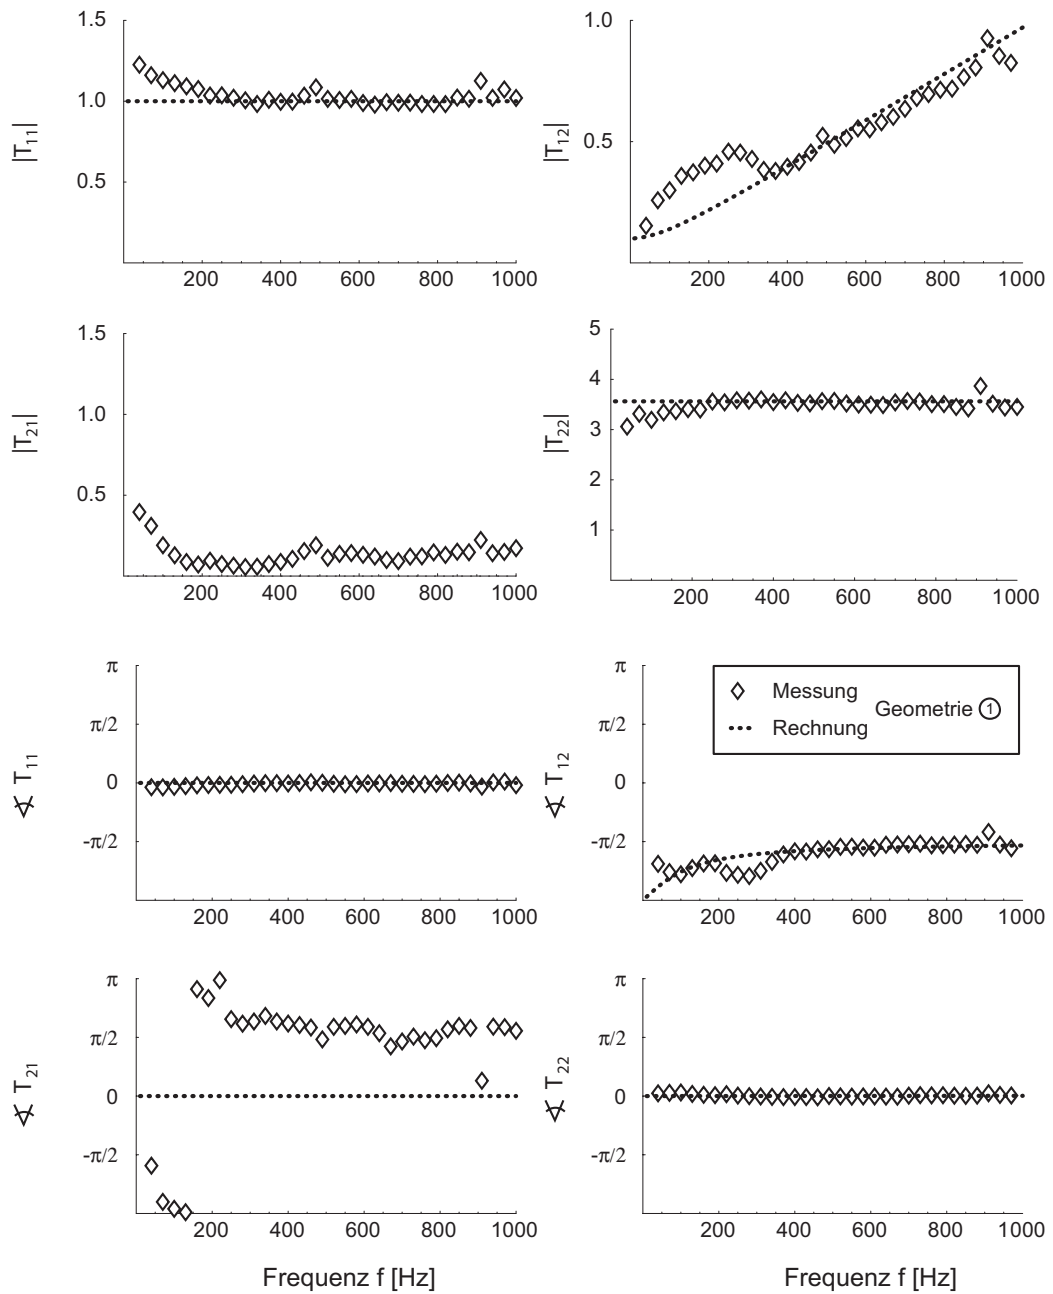 1.5
1.0
0.5
|T11|
200 400 600 800 1000
1.0
0.5
|T12|
200 400 600 800 1000
1.5
1.0
0.5
|T21|
200 400 600 800 1000
5
4
3
2
1
|T22|
200 400 600 800 1000
π
π/2
0
-π/2
∢ T11
200 400 600 800 1000
π
π/2
0
-π/2
∢ T12
Messung
Rechnung
Geometrie ①
200 400 600 800 1000
π
π/2
0
-π/2
∢ T21
200 400 600 800 1000
Frequenz f [Hz]
π
π/2
0
-π/2
∢ T22
200 400 600 800 1000
Frequenz f [Hz]